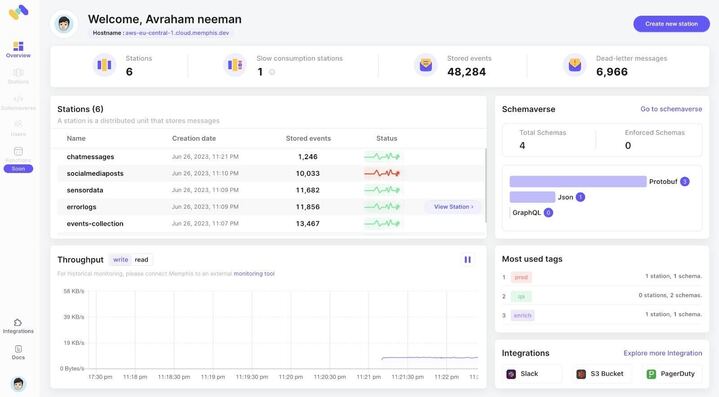 Welcome, Avraham neeman
Hostname : aws-eu-central-1.cloud.memphis.dev
Create new station
Overview
Stations
Schemaverse
Users
Functions
Soon
Integrations
Docs
Stations
6
Slow consumption stations
1
Stored events
48,284
Dead-letter messages
6,966
Stations (6)
A station is a distributed unit that stores messages
Name Creation date Stored events Status
chatmessages Jun 26, 2023, 11:21 PM 1,246
socialmediaposts Jun 26, 2023, 11:10 PM 10,033
sensordata Jun 26, 2023, 11:09 PM 11,682
errorlogs Jun 26, 2023, 11:09 PM 11,856 View Station ›
events-collection Jun 26, 2023, 11:07 PM 13,467
Schemaverse Go to schemaverse
Total Schemas Enforced Schemas
4 0
Protobuf 3
Json 1
GraphQL 0
Throughput write read
For historical monitoring, please connect Memphis to an external monitoring tool
58 KB/s
39 KB/s
19 KB/s
0 Bytes/s
17:30 pm 11:18 pm 11:18:30 pm 11:19 pm 11:19:30 pm 11:20 pm 11:20:30 pm 11:21 pm 11:21:30 pm 11:22 pm 11:
Most used tags
1 prod 1 station, 1 schema.
2 qa 0 stations, 2 schemas.
3 enrich 1 station, 1 schema.
Integrations Explore more Integration
Slack S3 Bucket PagerDuty